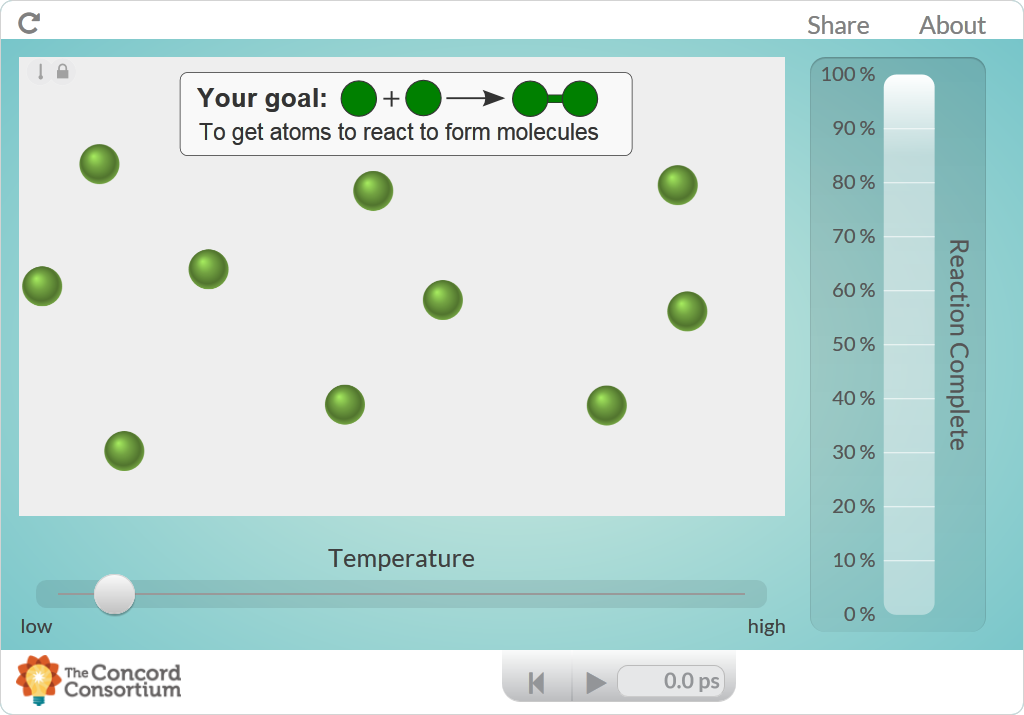 Share About
Your goal: + 
To get atoms to react to form molecules
100 %
90 %
80 %
70 %
60 %
50 %
40 %
30 %
20 %
10 %
0 %
Reaction Complete
Temperature
low high
The Concord
Consortium
0.0 ps